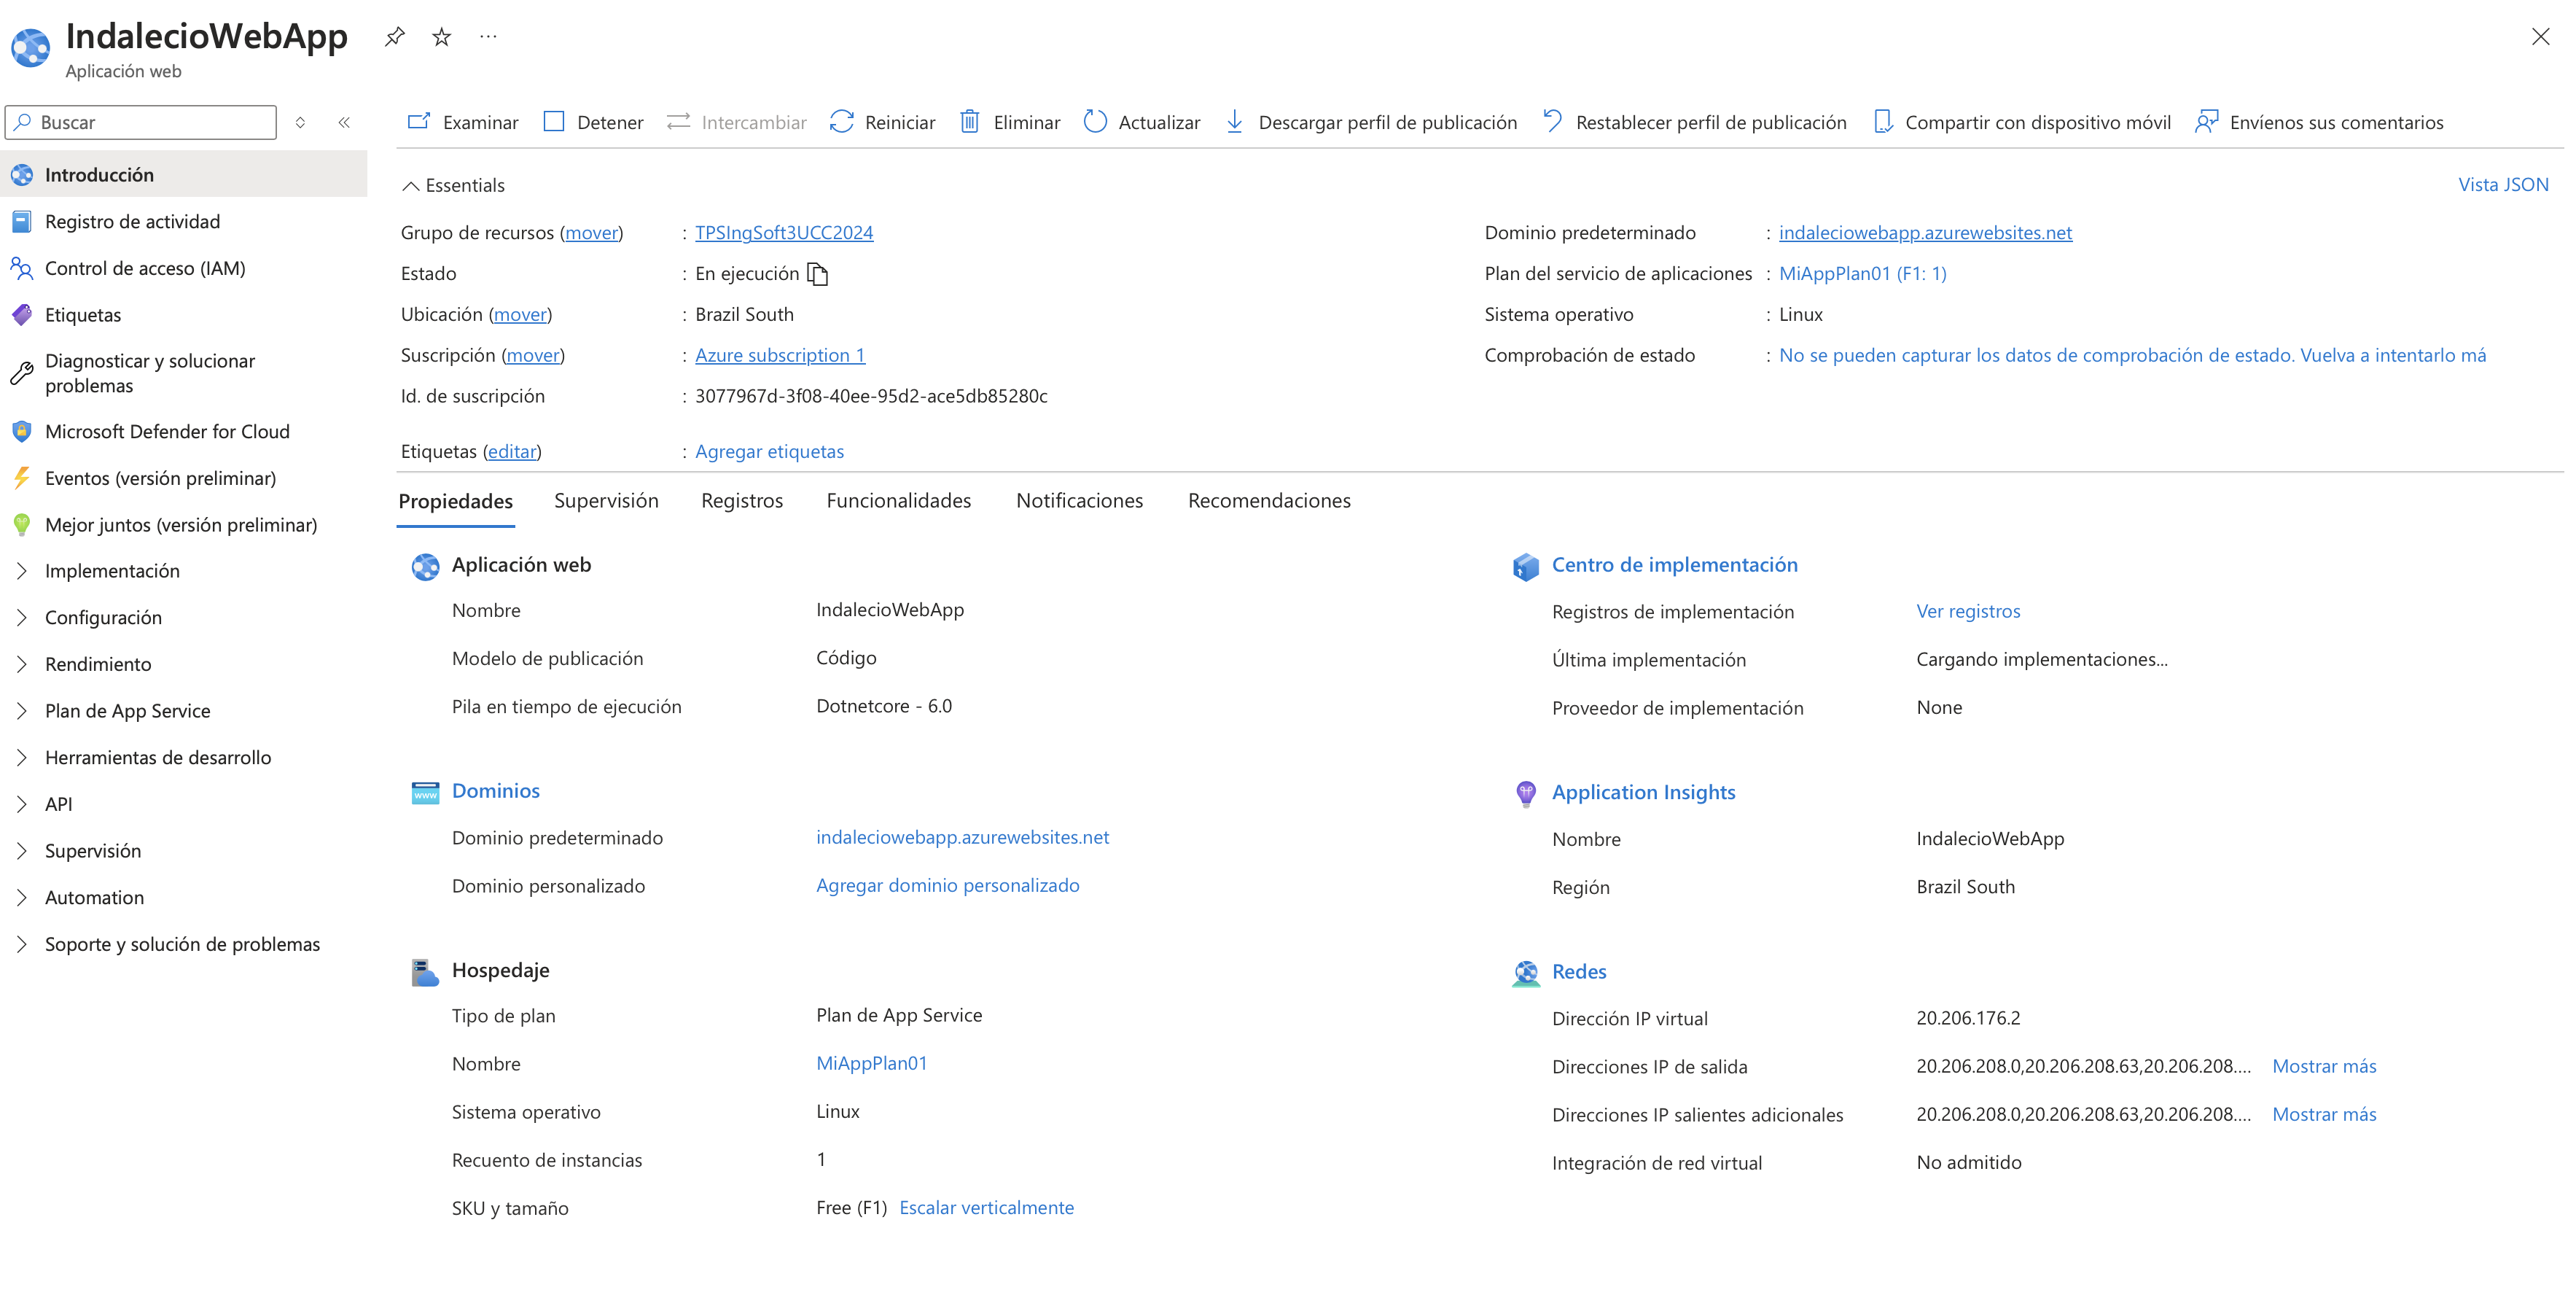 IndalecioWebApp
Aplicación web
Buscar
Introducción
Registro de actividad
Control de acceso (IAM)
Etiquetas
Diagnosticar y solucionar
problemas
Microsoft Defender for Cloud
Eventos (versión preliminar)
Mejor juntos (versión preliminar)
Implementación
Configuración
Rendimiento
Plan de App Service
Herramientas de desarrollo
API
Supervisión
Automation
Soporte y solución de problemas
Examinar Detener Intercambiar Reiniciar Eliminar Actualizar Descargar perfil de publicación Restablecer perfil de publicación Compartir con dispositivo móvil Envíenos sus comentarios
Essentials Vista JSON
Grupo de recursos (mover) : TPSIngSoft3UCC2024
Estado : En ejecución
Ubicación (mover) : Brazil South
Suscripción (mover) : Azure subscription 1
Id. de suscripción : 3077967d-3f08-40ee-95d2-ace5db85280c
Etiquetas (editar) : Agregar etiquetas
Dominio predeterminado : indaleciowebapp.azurewebsites.net
Plan del servicio de aplicaciones : MiAppPlan01 (F1: 1)
Sistema operativo : Linux
Comprobación de estado : No se pueden capturar los datos de comprobación de estado. Vuelva a intentarlo má
Propiedades Supervisión Registros Funcionalidades Notificaciones Recomendaciones
Aplicación web
Nombre IndalecioWebApp
Modelo de publicación Código
Pila en tiempo de ejecución Dotnetcore - 6.0
Dominios
Dominio predeterminado indaleciowebapp.azurewebsites.net
Dominio personalizado Agregar dominio personalizado
Hospedaje
Tipo de plan Plan de App Service
Nombre MiAppPlan01
Sistema operativo Linux
Recuento de instancias 1
SKU y tamaño Free (F1) Escalar verticalmente
Centro de implementación
Registros de implementación Ver registros
Última implementación Cargando implementaciones...
Proveedor de implementación None
Application Insights
Nombre IndalecioWebApp
Región Brazil South
Redes
Dirección IP virtual 20.206.176.2
Direcciones IP de salida 20.206.208.0,20.206.208.63,20.206.208.... Mostrar más
Direcciones IP salientes adicionales 20.206.208.0,20.206.208.63,20.206.208.... Mostrar más
Integración de red virtual No admitido